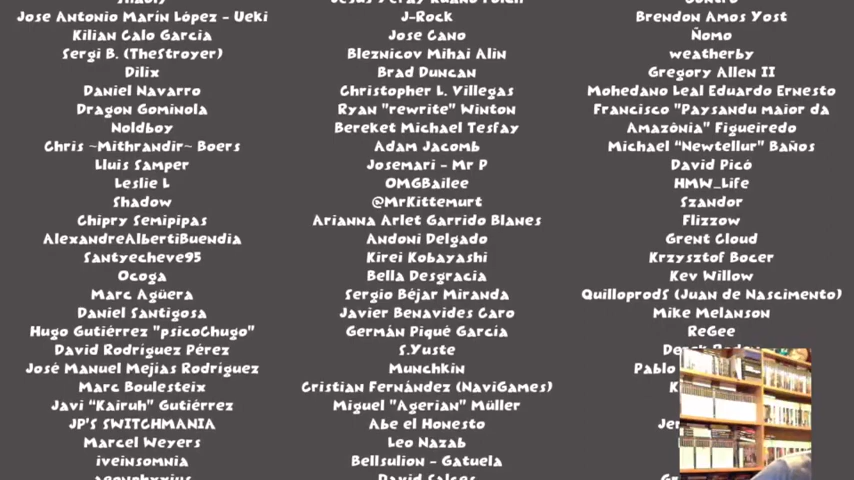 Jose Antonio Marín López - Ueki
Kilian Calo Garcia
Sergi B. (TheStroyer)
Dilix
Daniel Navarro
Dragon Gominola
Noldboy
Chris ~Mithrandir~ Boers
Lluis Samper
Leslie L
Shadow
Chipry Semipipas
AlexandreAlbertiBuendia
Santyecheve95
Ocoga
Marc Agüera
Daniel Santigosa
Hugo Gutiérrez "psicoChugo"
David Rodríguez Pérez
José Manuel Mejías Rodríguez
Marc Boulesteix
Javi “Kairuh” Gutiérrez
JP'S SWITCHMANIA
Marcel Weyers
iveinsomnia
J-Rock
Jose Cano
Bleznicov Mihai Alin
Brad Duncan
Christopher L. Villegas
Ryan "rewrite" Winton
Bereket Michael Tesfay
Adam Jacomb
Josemari - Mr P
OMGBailee
@MrKittemurt
Arianna Arlet Garrido Blanes
Andoni Delgado
Kirei Kobayashi
Bella Desgracia
Sergio Béjar Miranda
Javier Benavides Caro
Germán Piqué García
S.Yuste
Munchkin
Cristian Fernández (NaviGames)
Miguel "Agerian" Müller
Abe el Honesto
Leo Nazab
Bellsulion - Gatuela
David Salces
Brendon Amos Yost
Ñomo
weatherby
Gregory Allen II
Mohedano Leal Eduardo Ernesto
Francisco "Paysandu maior da
Amazônia" Figueiredo
Michael “Newtellur” Baños
David Picó
HMW_Life
Szandor
Flizzow
Grent Cloud
Krzysztof Bocer
Kev Willow
QuilloprodS (Juan de Nascimento)
Mike Melanson
ReGee
Pablo